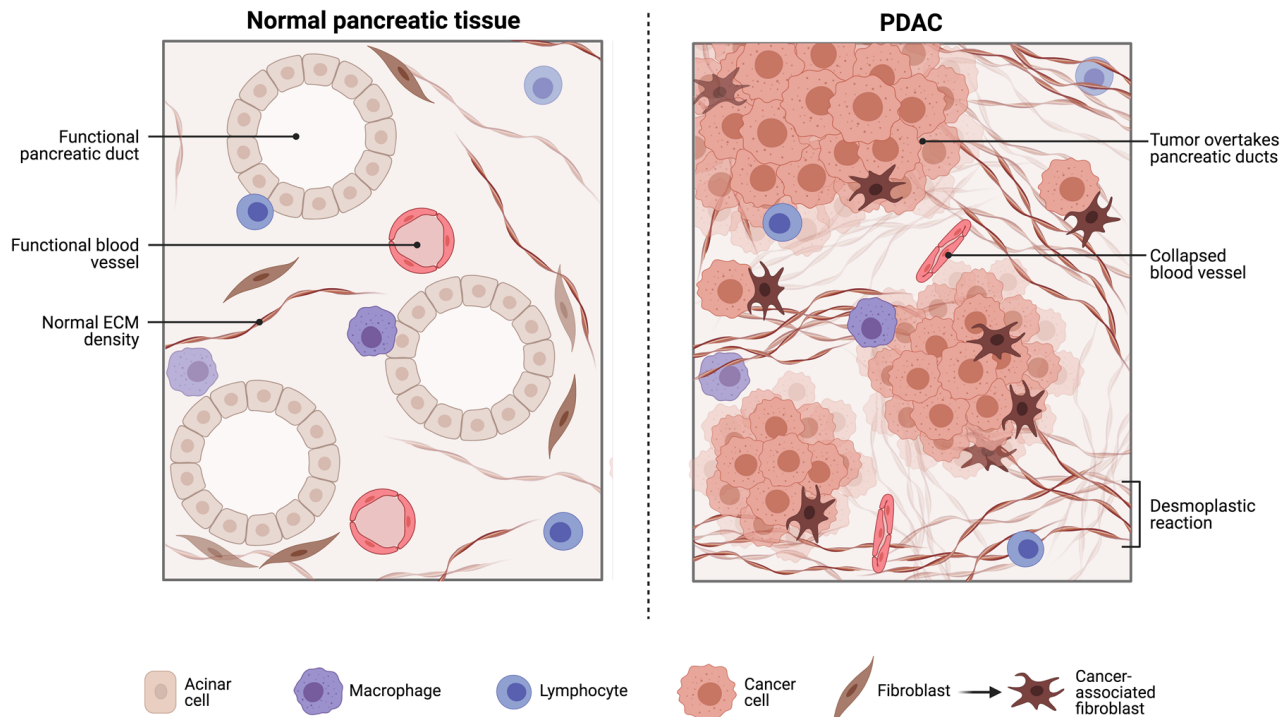 Normal pancreatic tissue
PDAC
Functional
pancreatic duct
Functional blood
vessel
Normal ECM
density
Tumor overtakes
pancreatic ducts
Collapsed
blood vessel
Desmoplastic
reaction
Acinar
cell
Macrophage
Lymphocyte
Cancer
cell
Fibroblast
Cancer-
associated
fibroblast